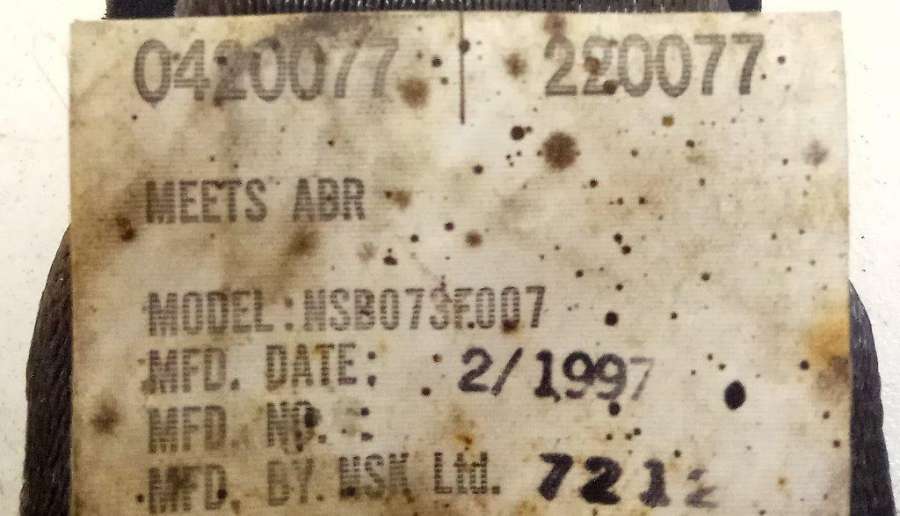 0420077 220077
MEETS ABR
MODEL: NSB073F007
MFD. DATE: 2/1997
MFD. NO. :
MFD. BY. NSK Ltd. 7212